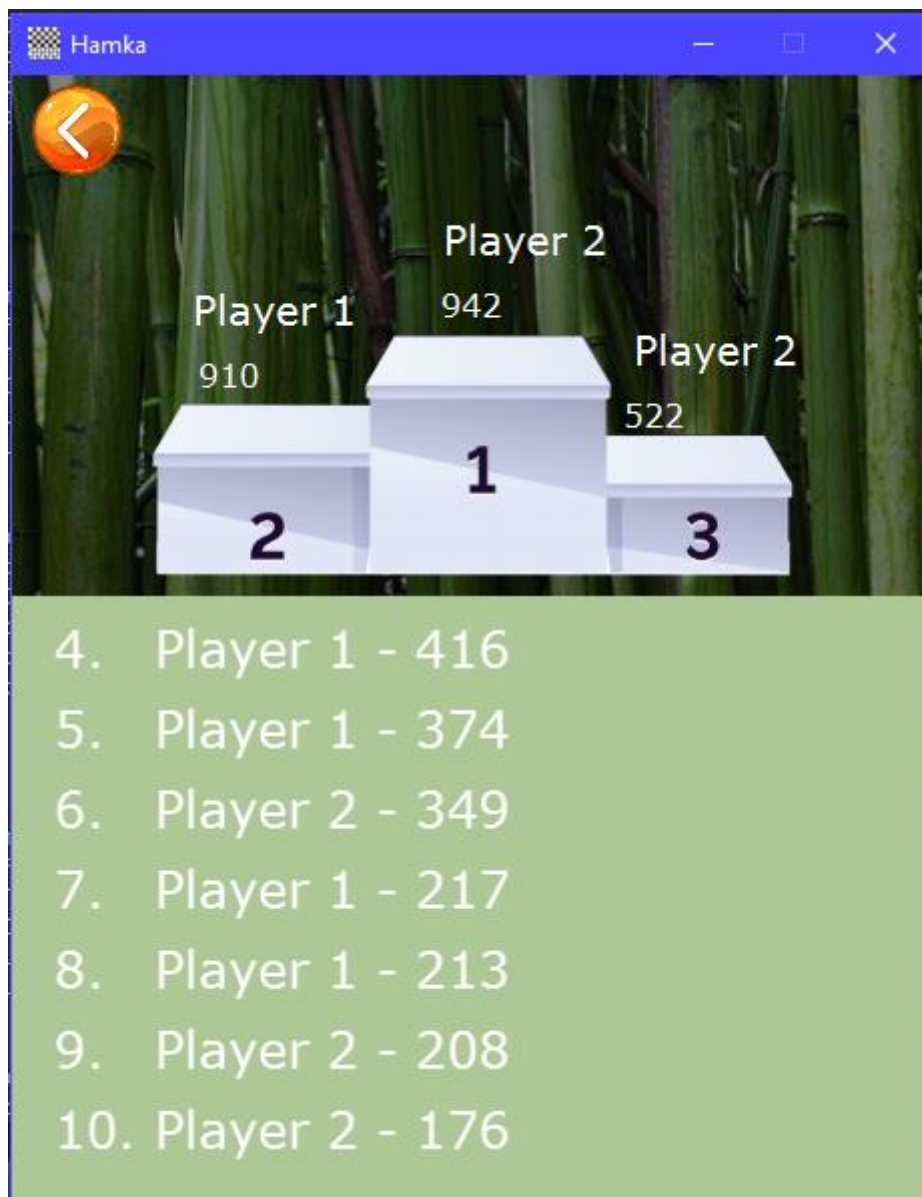 Hamka
Player 2
942
Player 1
910
Player 2
522
1
2
3
4. Player 1 - 416
5. Player 1 - 374
6. Player 2 - 349
7. Player 1 - 217
8. Player 1 - 213
9. Player 2 - 208
10. Player 2 - 176